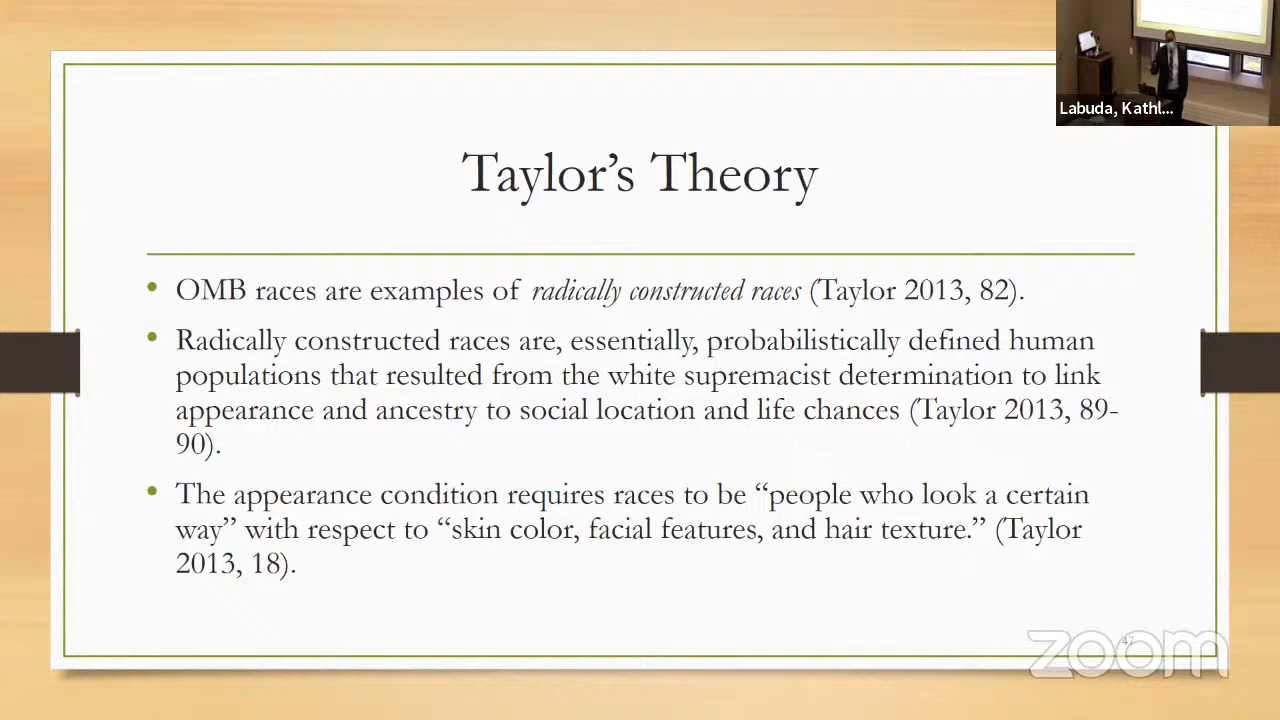 Labuda, Kathl...
Taylor’s Theory
• OMB races are examples of radically constructed races (Taylor 2013, 82).
• Radically constructed races are, essentially, probabilistically defined human
populations that resulted from the white supremacist determination to link
appearance and ancestry to social location and life chances (Taylor 2013, 89-
90).
• The appearance condition requires races to be “people who look a certain
way” with respect to “skin color, facial features, and hair texture.” (Taylor
2013, 18).
47
zoom